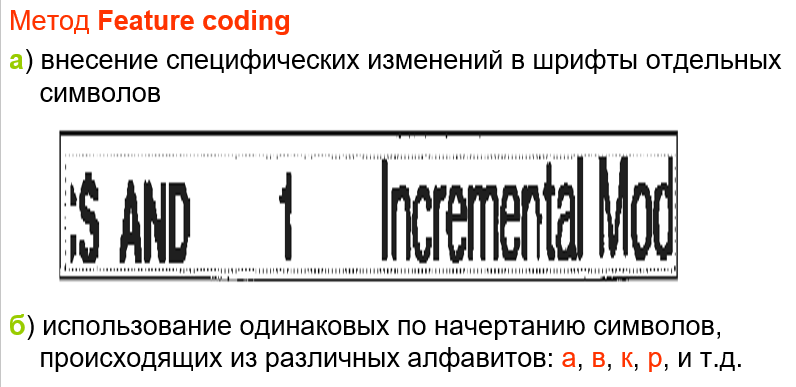 Метод Feature coding
а) внесение специфических изменений в шрифты отдельных
символов
S AND 1 Incremental Mod
б) использование одинаковых по начертанию символов,
происходящих из различных алфавитов: а, в, к, р, и т.д.